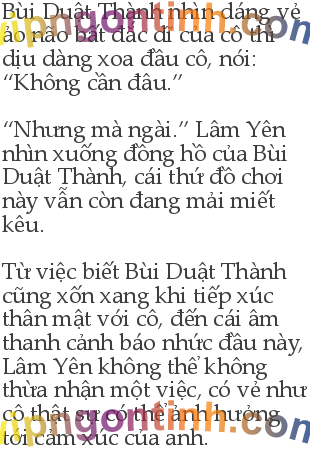 Bùi Duật Thành nhìn dáng vẻ
ảo não bất đắc dĩ của cô thì
dịu dàng xoa đầu cô, nói:
“Không cần đâu.”
“Nhưng mà ngài.” Lâm Yên
nhìn xuống đồng hồ của Bùi
Duật Thành, cái thứ đồ chơi
này vẫn còn đang mải miết
kêu.
Từ việc biết Bùi Duật Thành
cũng xốn xang khi tiếp xúc
thân mật với cô, đến cái âm
thanh cảnh báo nhức đầu này,
Lâm Yên không thể không
thừa nhận một việc, có vẻ như
cô thật sự có thể ảnh hưởng
tới cảm xúc của anh.
vipngontinh.com
vipngontinh.com